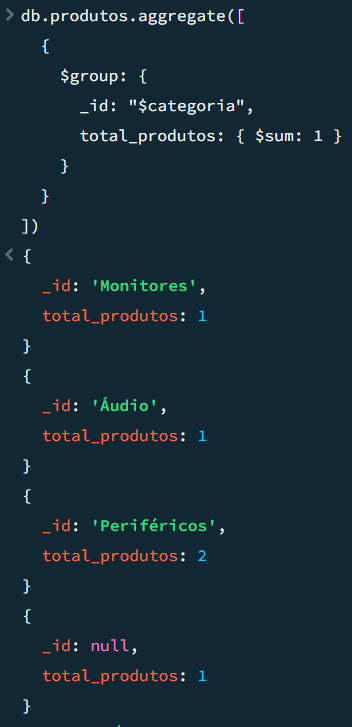 db.produtos.aggregate([
{
$group: {
_id: "$categoria",
total_produtos: { $sum: 1 }
}
}
])
{
_id: 'Monitores',
total_produtos: 1
}
{
_id: 'Áudio',
total_produtos: 1
}
{
_id: 'Periféricos',
total_produtos: 2
}
{
_id: null,
total_produtos: 1
}